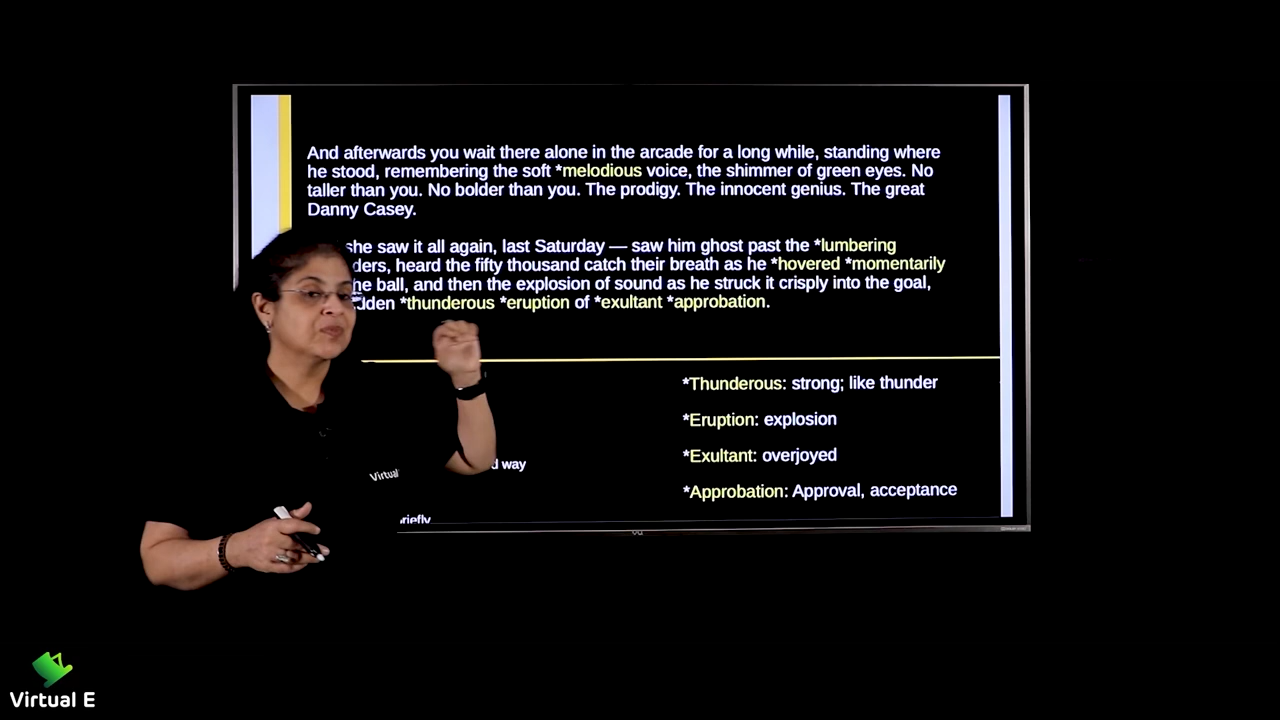 And afterwards you wait there alone in the arcade for a long while, standing where
he stood, remembering the soft *melodious voice, the shimmer of green eyes. No
taller than you. No bolder than you. The prodigy. The innocent genius. The great
Danny Casey.
she saw it all again, last Saturday — saw him ghost past the *lumbering
ders, heard the fifty thousand catch their breath as he *hovered *momentarily
he ball, and then the explosion of sound as he struck it crisply into the goal,
dden *thunderous *eruption of *exultant *approbation.
*Thunderous: strong; like thunder
*Eruption: explosion
*Exultant: overjoyed
*Approbation: Approval, acceptance
d way
riefly
Virtual
Virtual E